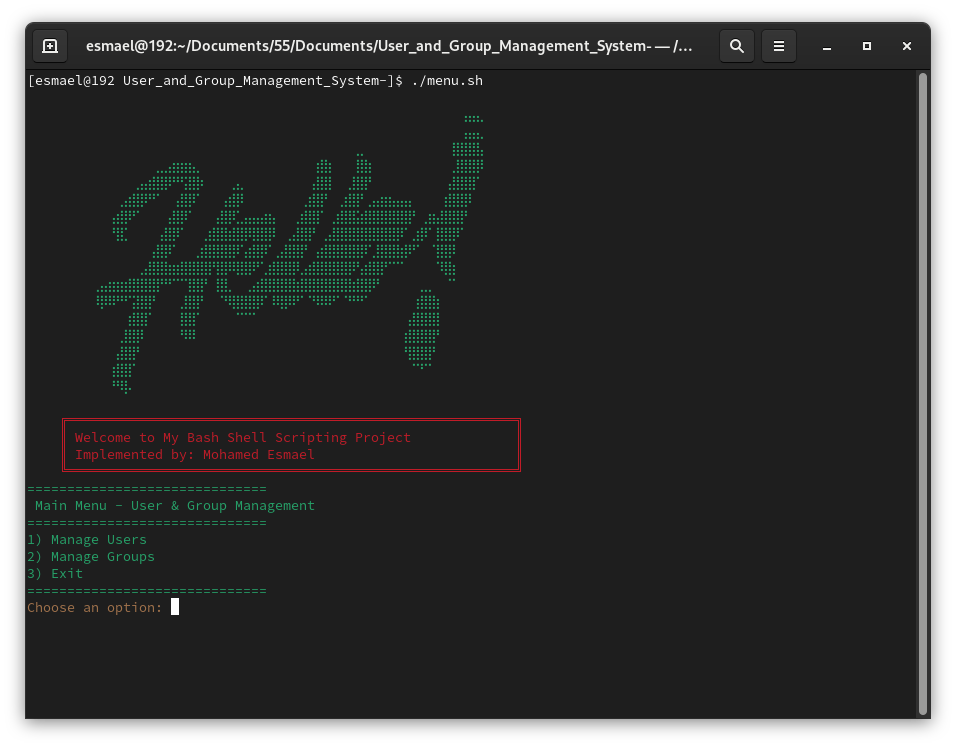 esmael@192:~/Documents/55/Documents/User_and_Group_Management_System- — /...
[esmael@192 User_and_Group_Management_System-]$ ./menu.sh
Hello!
Welcome to My Bash Shell Scripting Project
Implemented by: Mohamed Esmael
==============================
Main Menu - User & Group Management
==============================
1) Manage Users
2) Manage Groups
3) Exit
==============================
Choose an option: